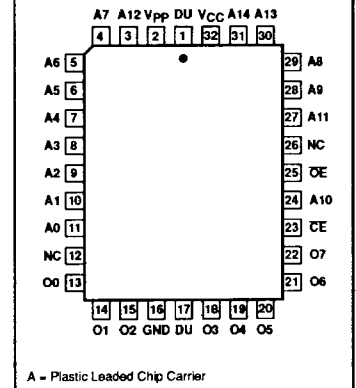 A7 A12 VPP DU VCC A14 A13
4 3 2 1 32 31 30
A6 5 29 A8
A5 6 28 A9
A4 7 27 A11
A3 8 26 NC
A2 9 25 OE
A1 10 24 A10
A0 11 23 CE
NC 12 22 O7
O0 13 21 O6
14 15 16 17 18 19 20
O1 O2 GND DU O3 O4 O5
A = Plastic Leaded Chip Carrier